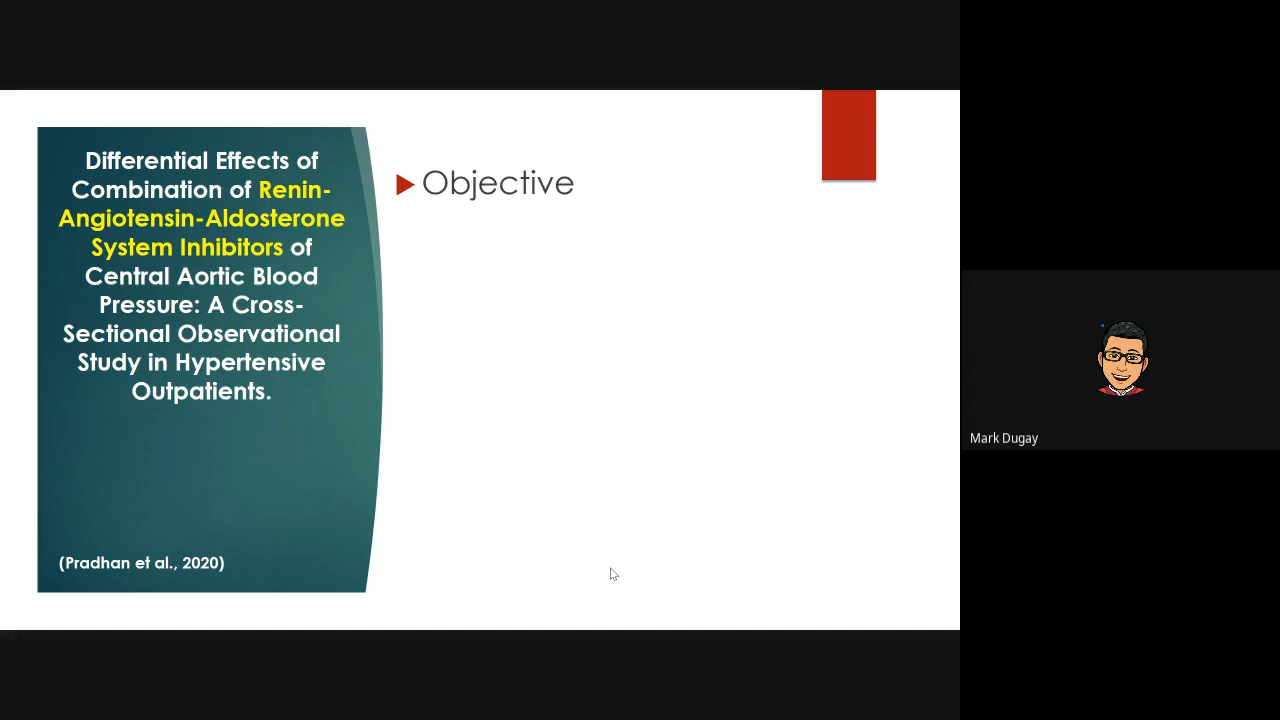 Differential Effects of
Combination of Renin-
Angiotensin-Aldosterone
System Inhibitors of
Central Aortic Blood
Pressure: A Cross-
Sectional Observational
Study in Hypertensive
Outpatients.
(Pradhan et al., 2020)
Objective
Mark Dugay